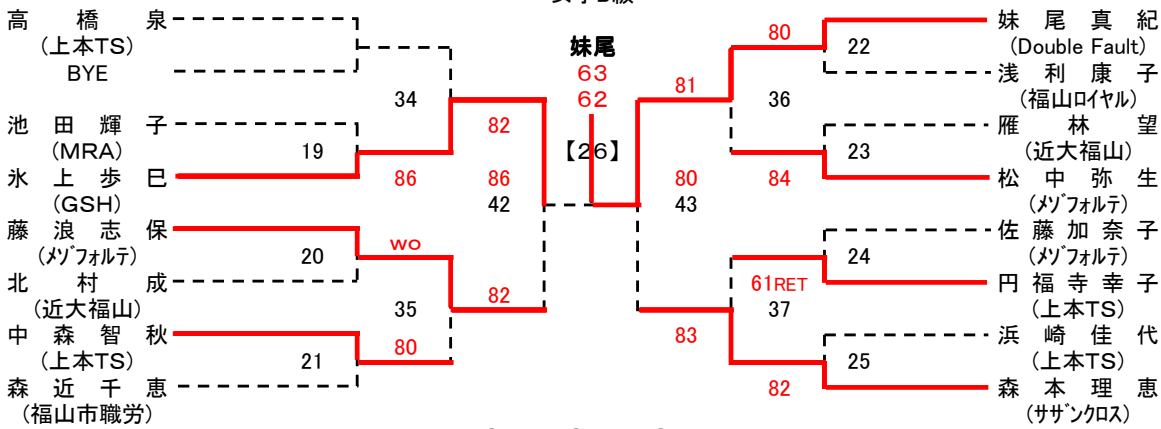 高橋泉
(上本TS)
BYE
池田輝子
(MRA)
氷上歩巳
(GSH)
藤浪志保
(ﾒｿﾞﾌｫﾙﾃ)
北村成
(近大福山)
中森智秋
(上本TS)
森近千恵
(福山市職労)
34
19
86
82
86
42
20
wo
82
35
21
80
妹尾
63
62
【26】
80
22
81
36
23
84
80
43
24
61RET
37
83
25
82
妹尾真紀
(Double Fault)
浅利康子
(福山ロイヤル)
雁林望
(近大福山)
松中弥生
(ﾒｿﾞﾌｫﾙﾃ)
佐藤加奈子
(ﾒｿﾞﾌｫﾙﾃ)
円福寺幸子
(上本TS)
浜崎佳代
(上本TS)
森本理恵
(ｻｻﾞﾝｸﾛｽ)